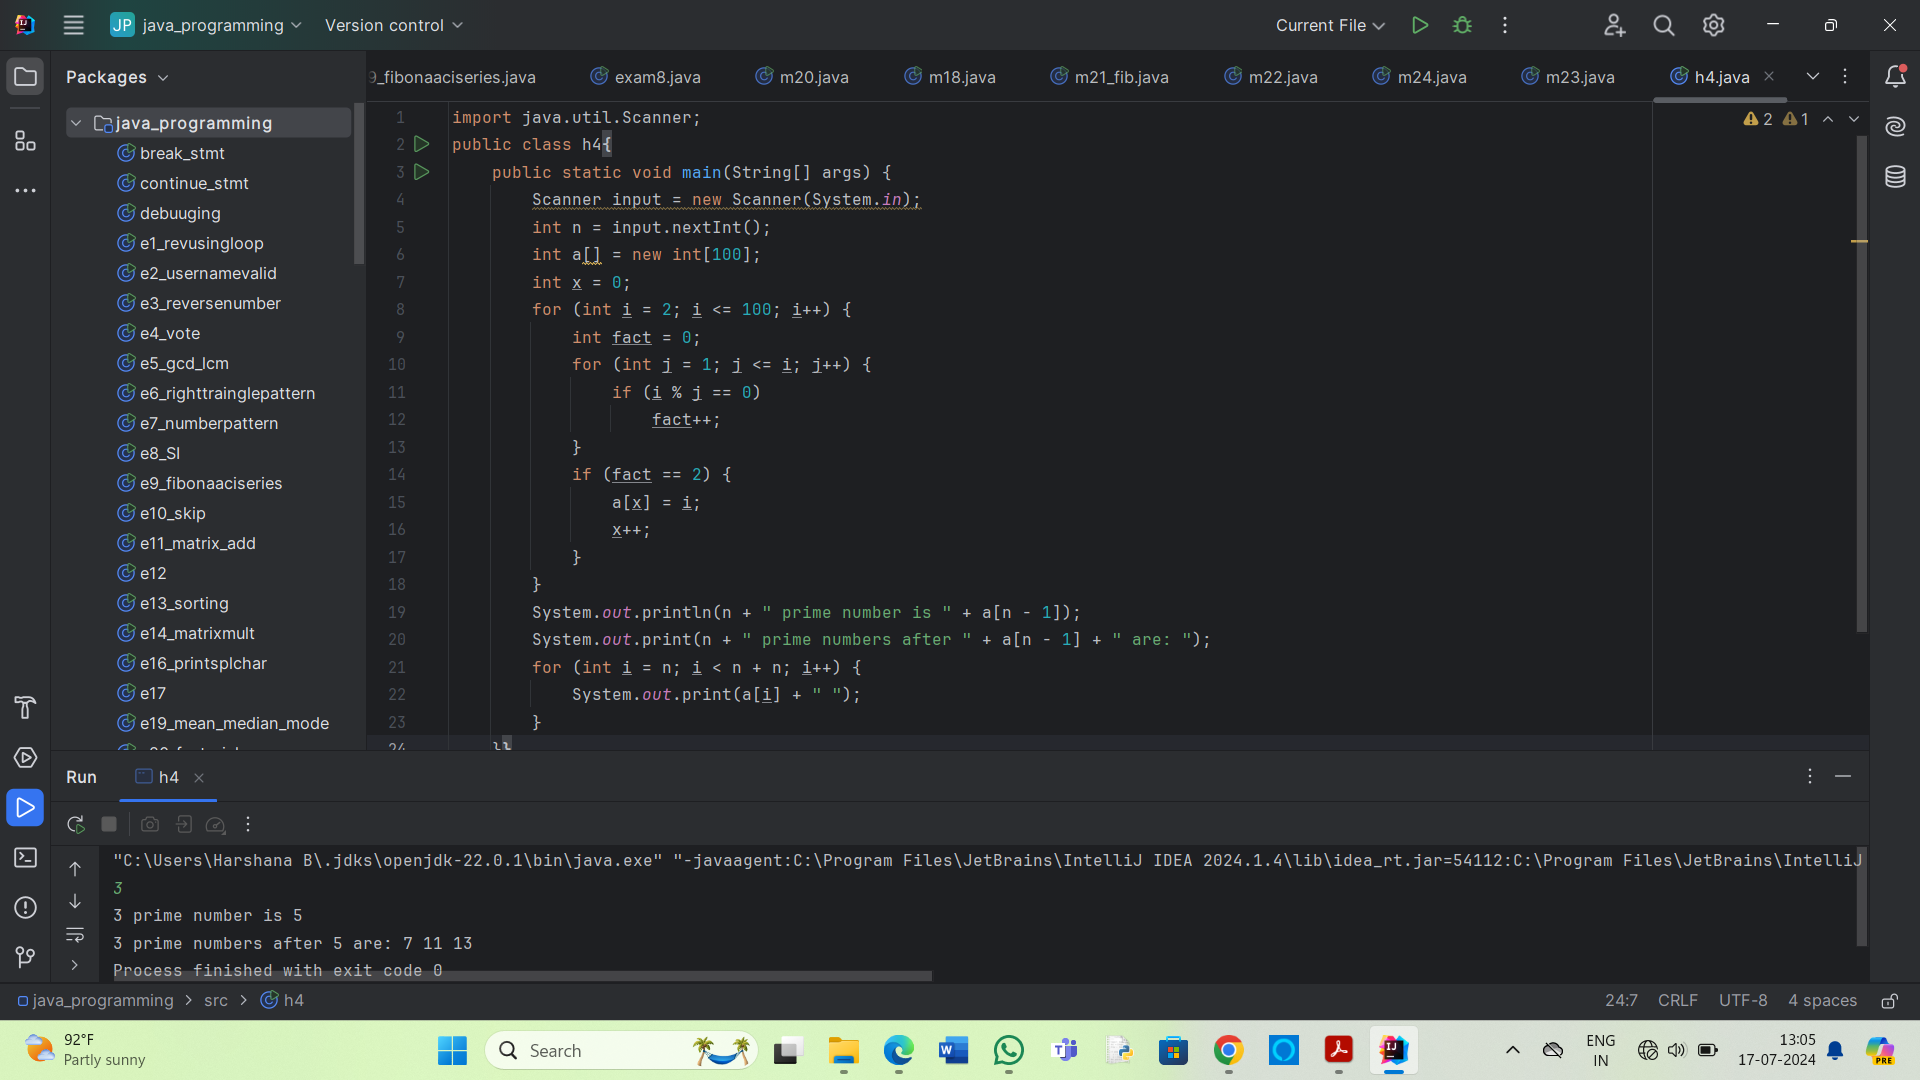 JP java_programming Version control Current File
Packages
9_fibonaaciseries.java exam8.java m20.java m18.java m21_fib.java m22.java m24.java m23.java h4.java
java_programming
break_stmt
continue_stmt
debuuging
e1_revusingloop
e2_usernamevalid
e3_reversenumber
e4_vote
e5_gcd_lcm
e6_righttrainglepattern
e7_numberpattern
e8_SI
e9_fibonaaciseries
e10_skip
e11_matrix_add
e12
e13_sorting
e14_matrixmult
e16_printsplchar
e17
e19_mean_median_mode
2 1
1 import java.util.Scanner;
2 public class h4{
3 public static void main(String[] args) {
4 Scanner input = new Scanner(System.in);
5 int n = input.nextInt();
6 int a[] = new int[100];
7 int x = 0;
8 for (int i = 2; i <= 100; i++) {
9 int fact = 0;
10 for (int j = 1; j <= i; j++) {
11 if (i % j == 0)
12 fact++;
13 }
14 if (fact == 2) {
15 a[x] = i;
16 x++;
17 }
18 }
19 System.out.println(n + " prime number is " + a[n - 1]);
20 System.out.print(n + " prime numbers after " + a[n - 1] + " are: ");
21 for (int i = n; i < n + n; i++) {
22 System.out.print(a[i] + " ");
23 }
24 }}
Run h4
"C:\Users\Harshana B\.jdks\openjdk-22.0.1\bin\java.exe" "-javaagent:C:\Program Files\JetBrains\IntelliJ IDEA 2024.1.4\lib\idea_rt.jar=54112:C:\Program Files\JetBrains\IntelliJ
3
3 prime number is 5
3 prime numbers after 5 are: 7 11 13
Process finished with exit code 0
java_programming > src > h4 24:7 CRLF UTF-8 4 spaces
92°F
Partly sunny
Search
ENG
IN
13:05
17-07-2024
PRE